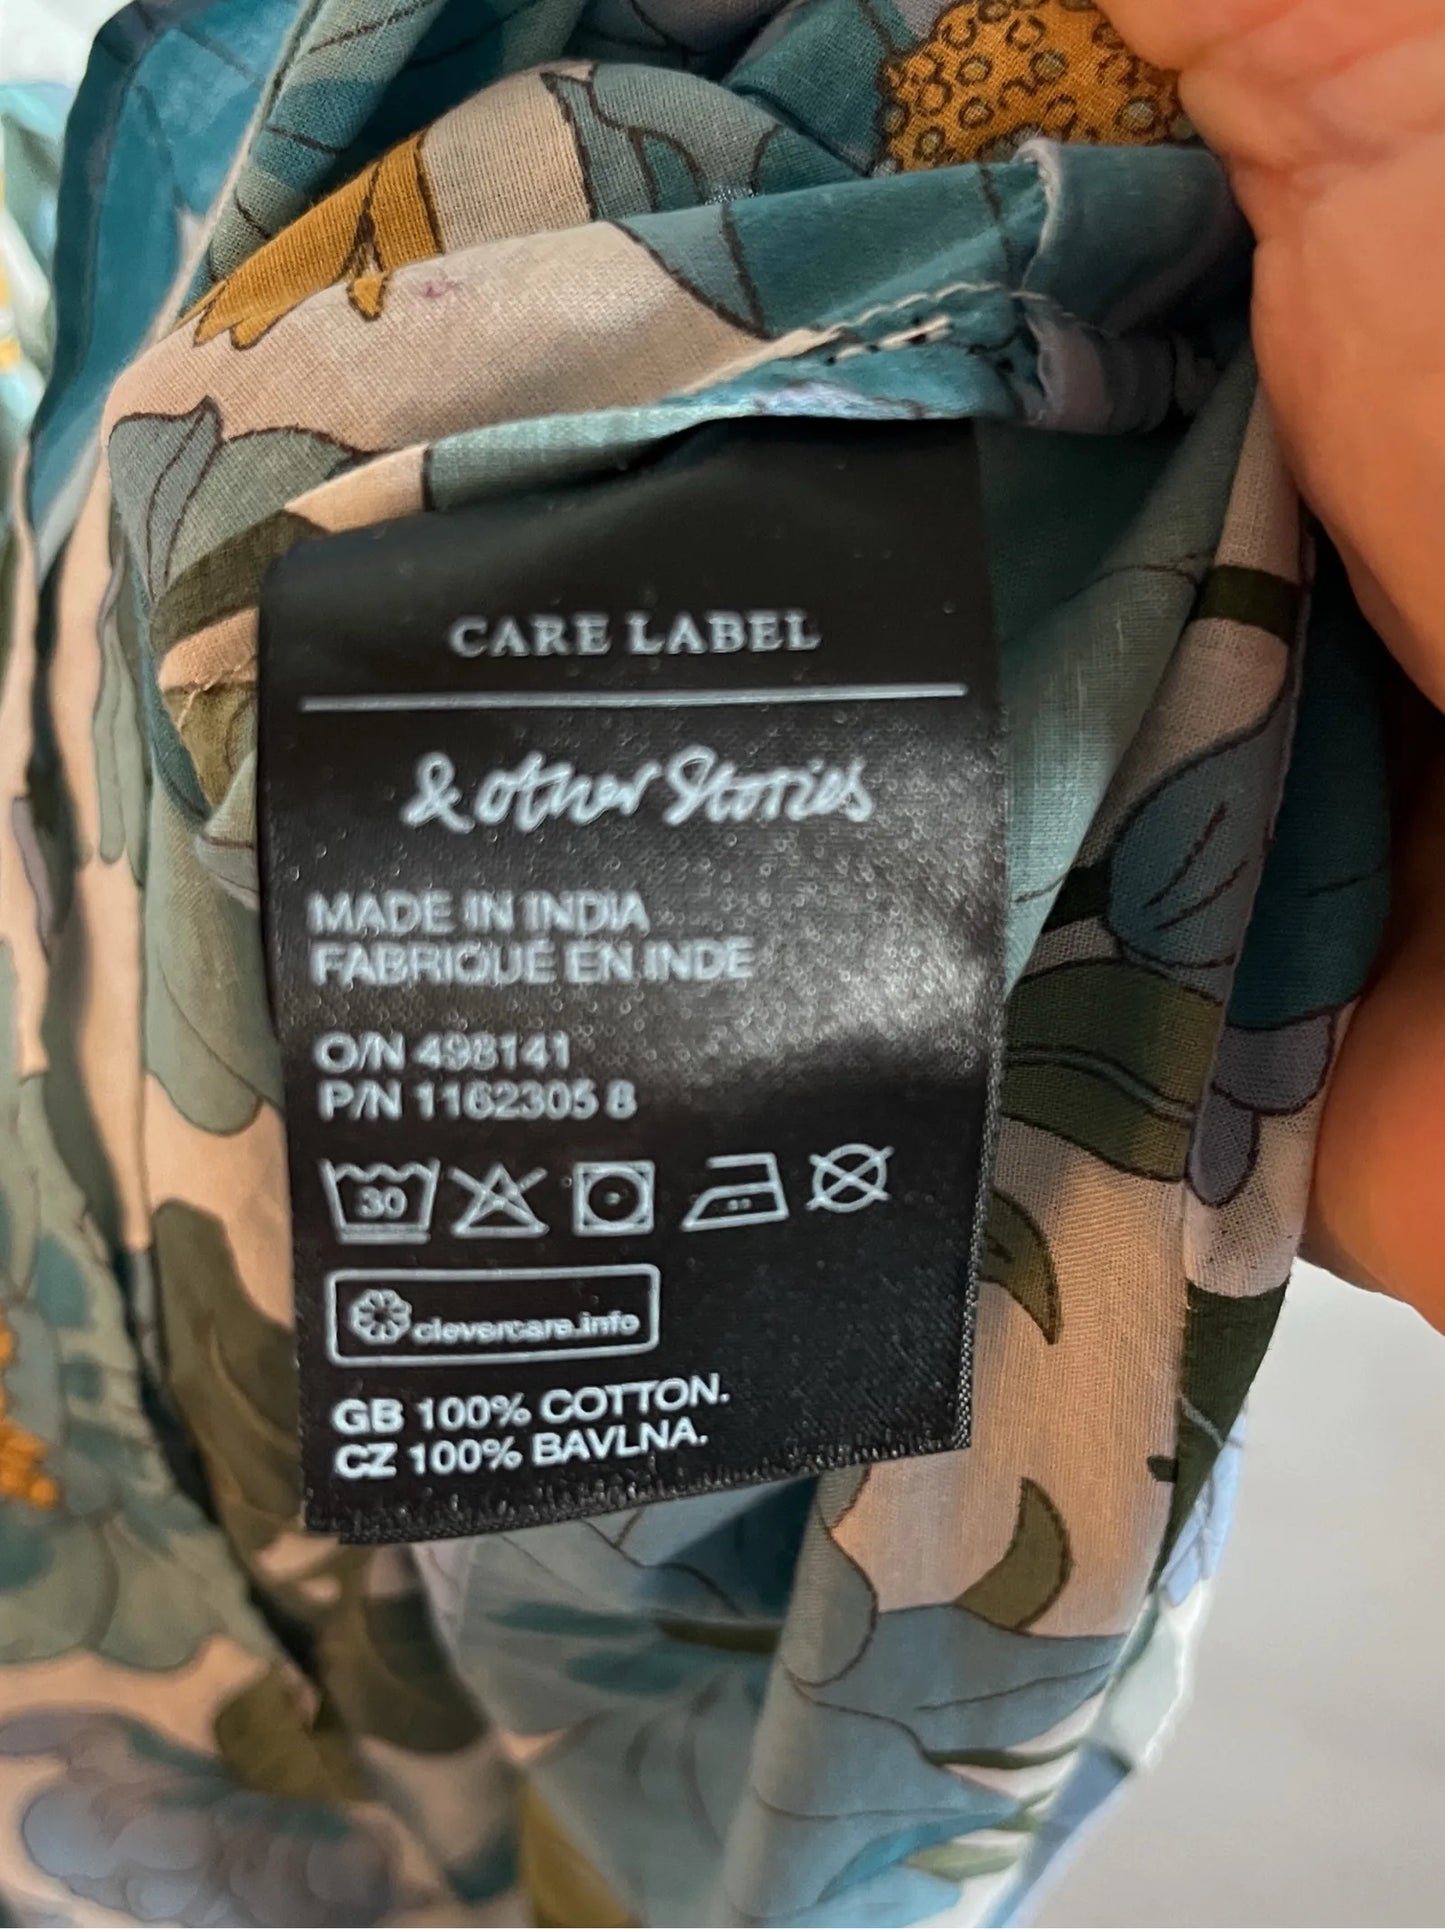 CARE LABEL
& other Stories
MADE IN INDIA
FABRIQUÉ EN INDE
O/N 498141
P/N 1162305 8
30
clevercare.info
GB 100% COTTON.
CZ 100% BAVLNA.